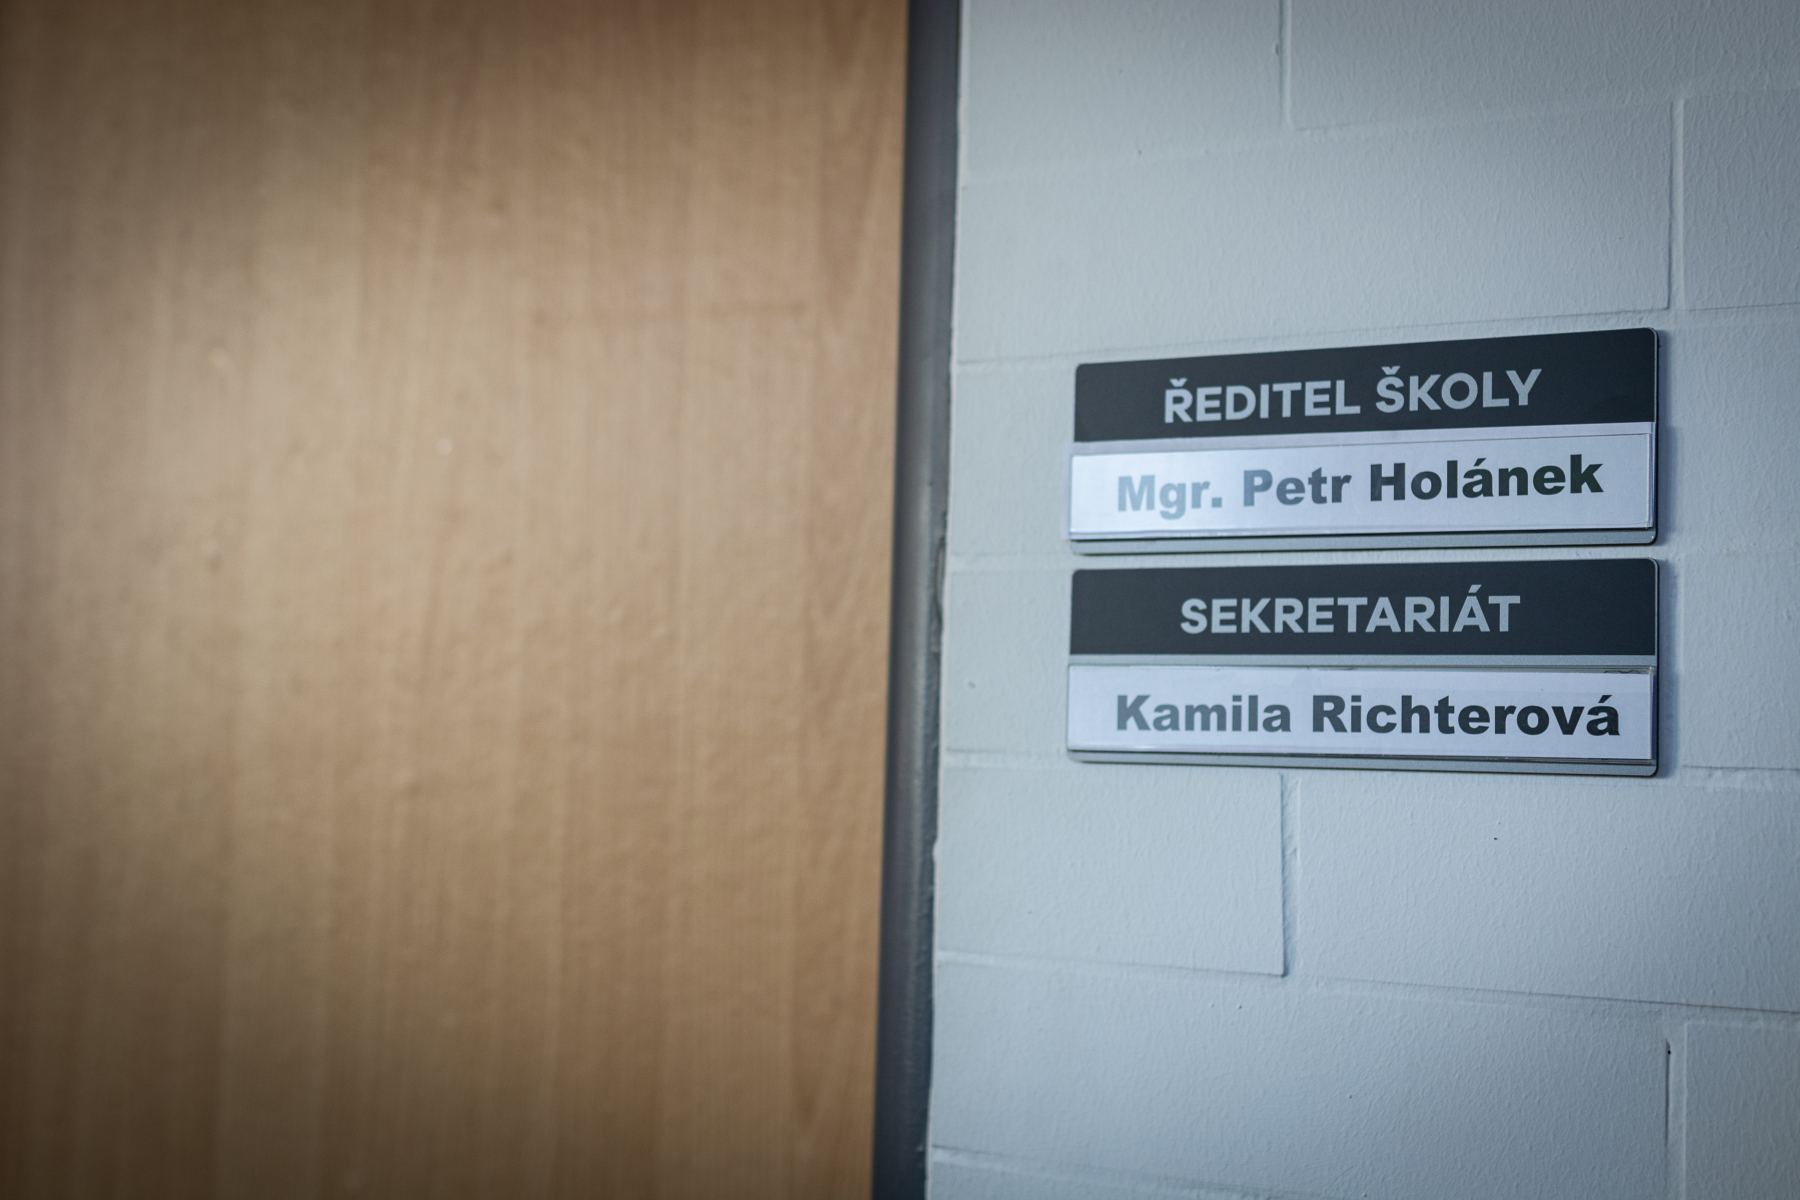 ŘEDITEL ŠKOLY
Mgr. Petr Holánek
SEKRETARIÁT
Kamila Richterová